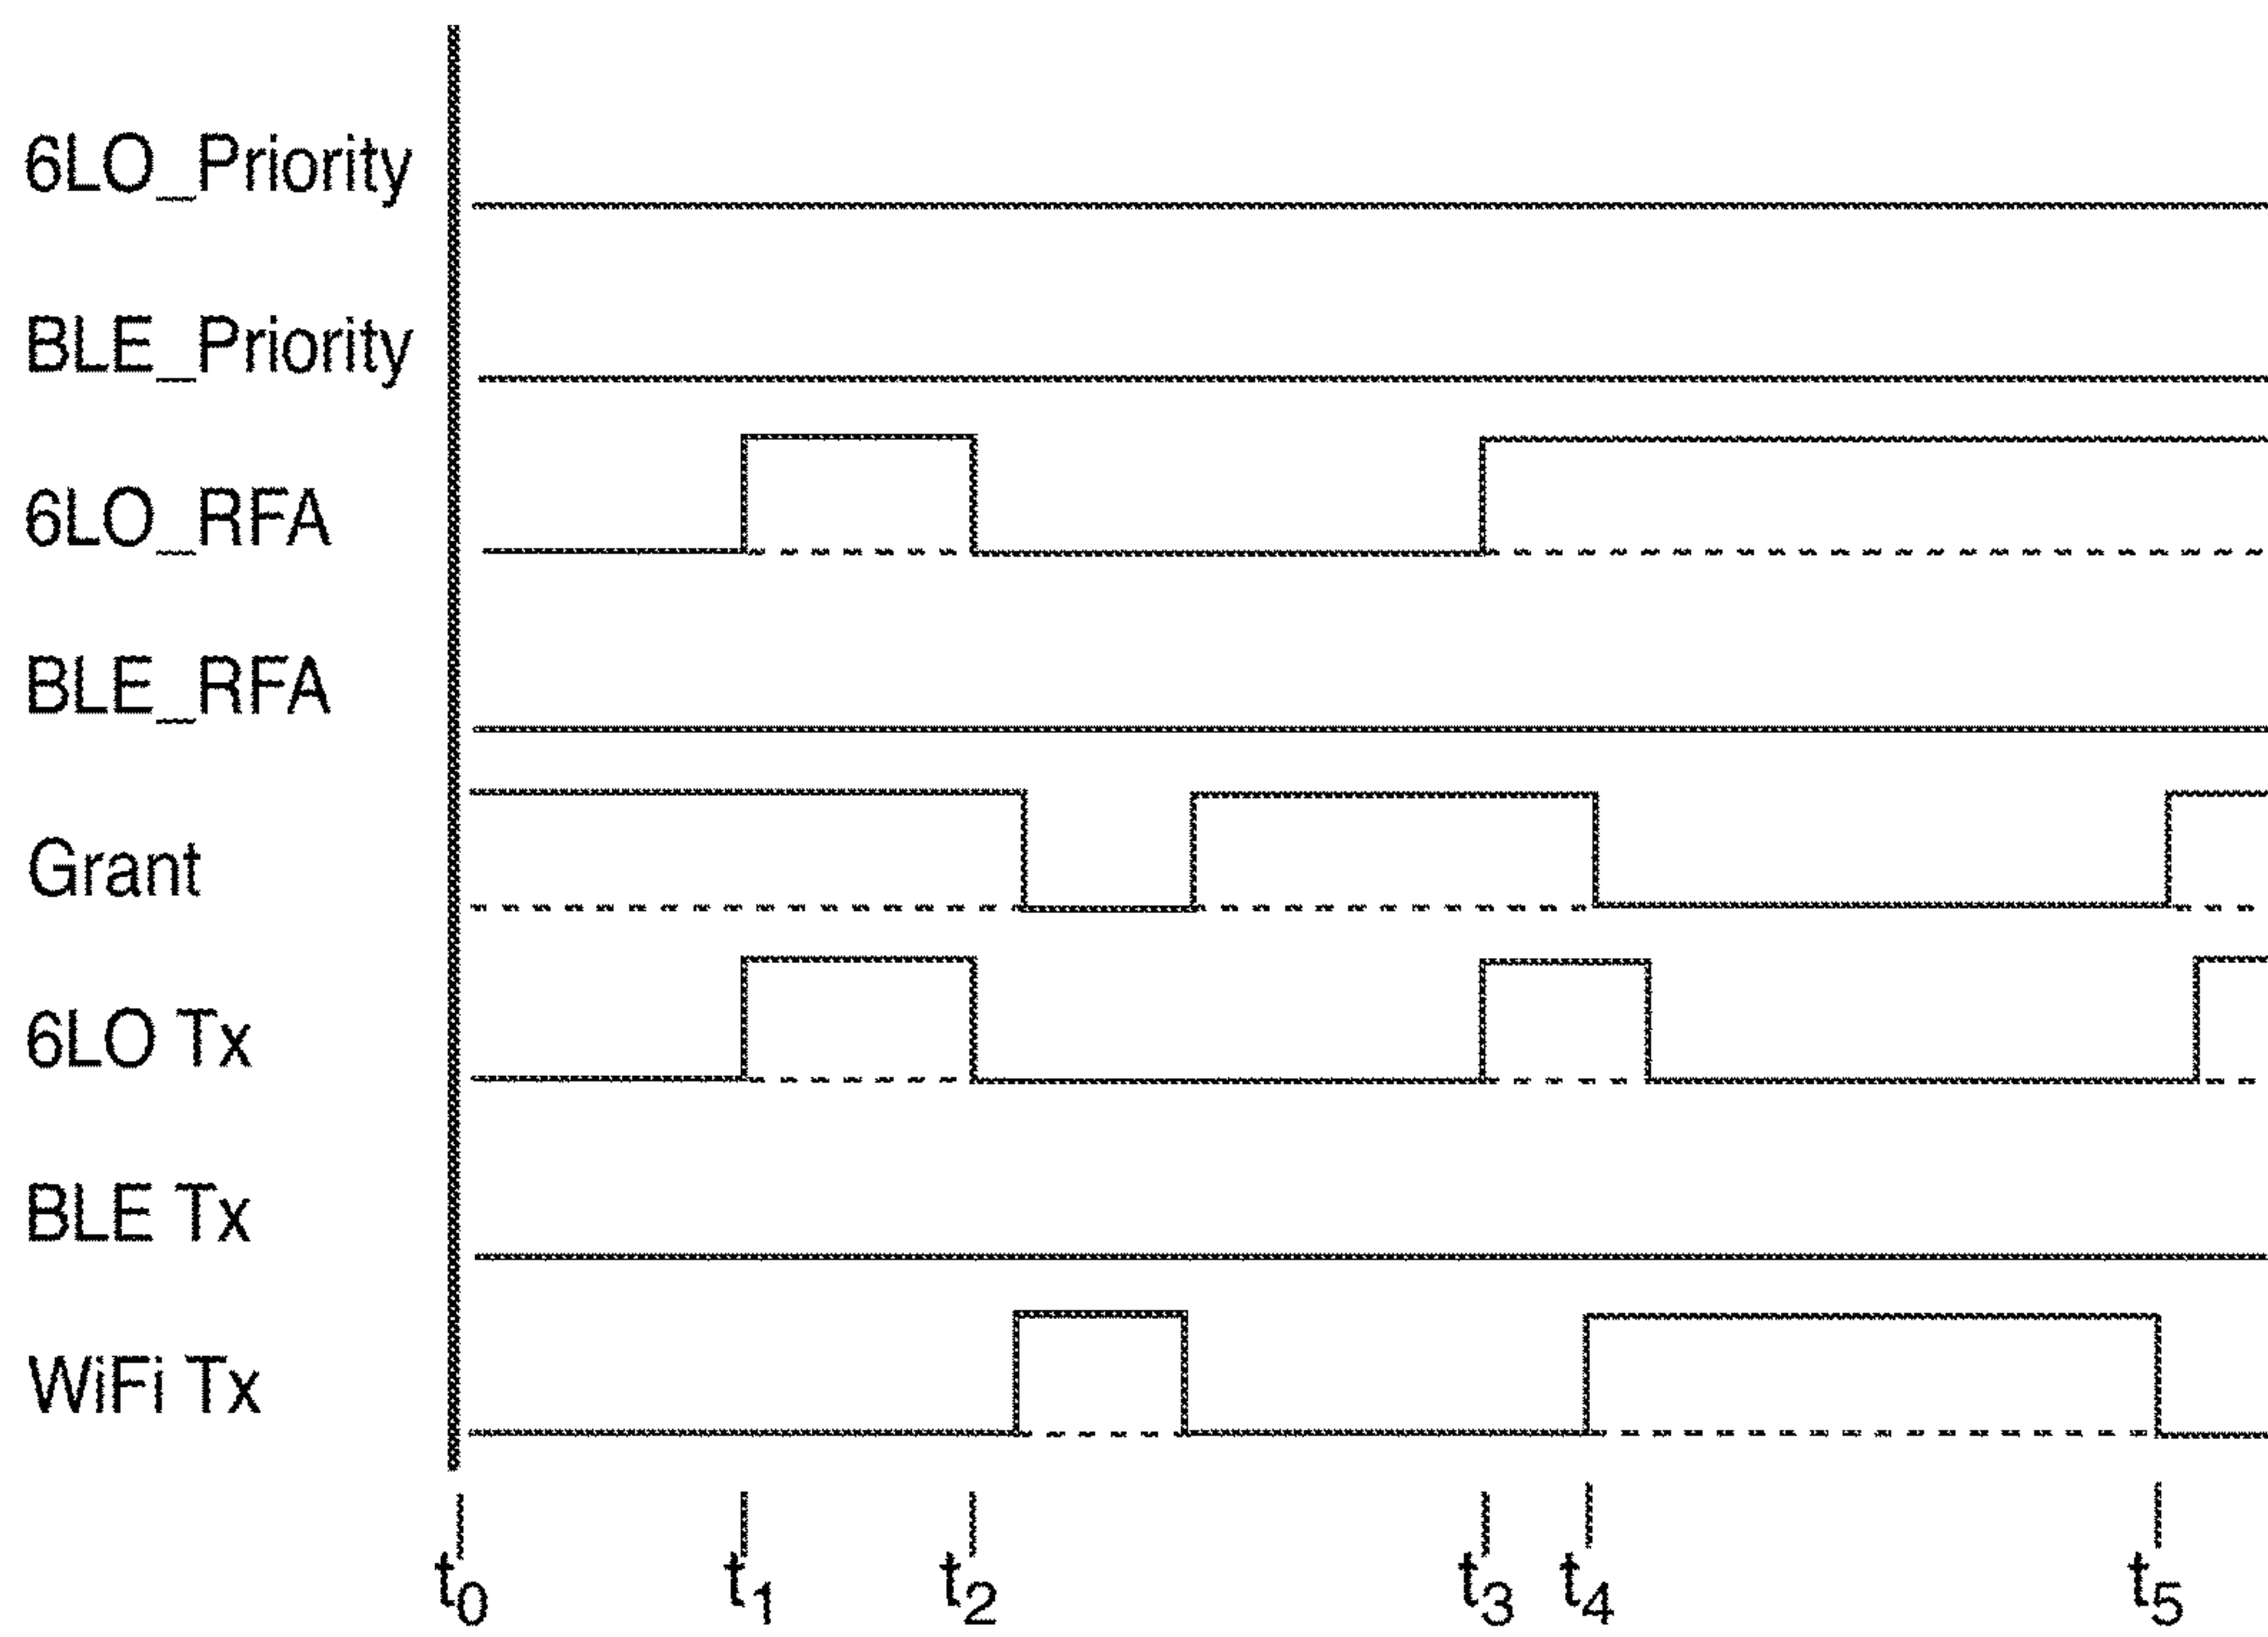 6LO_Priority
BLE_Priority
6LO_RFA
BLE_RFA
Grant
6LO Tx
BLE Tx
WiFi Tx
t0 t1 t2 t3 t4 t5